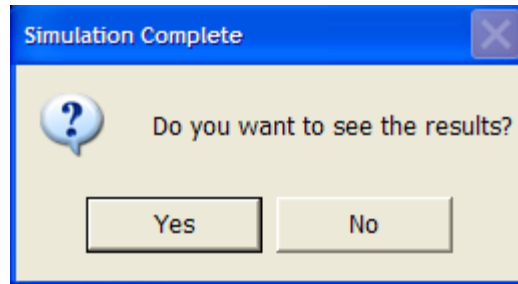 Simulation Complete
Do you want to see the results?
Yes
No